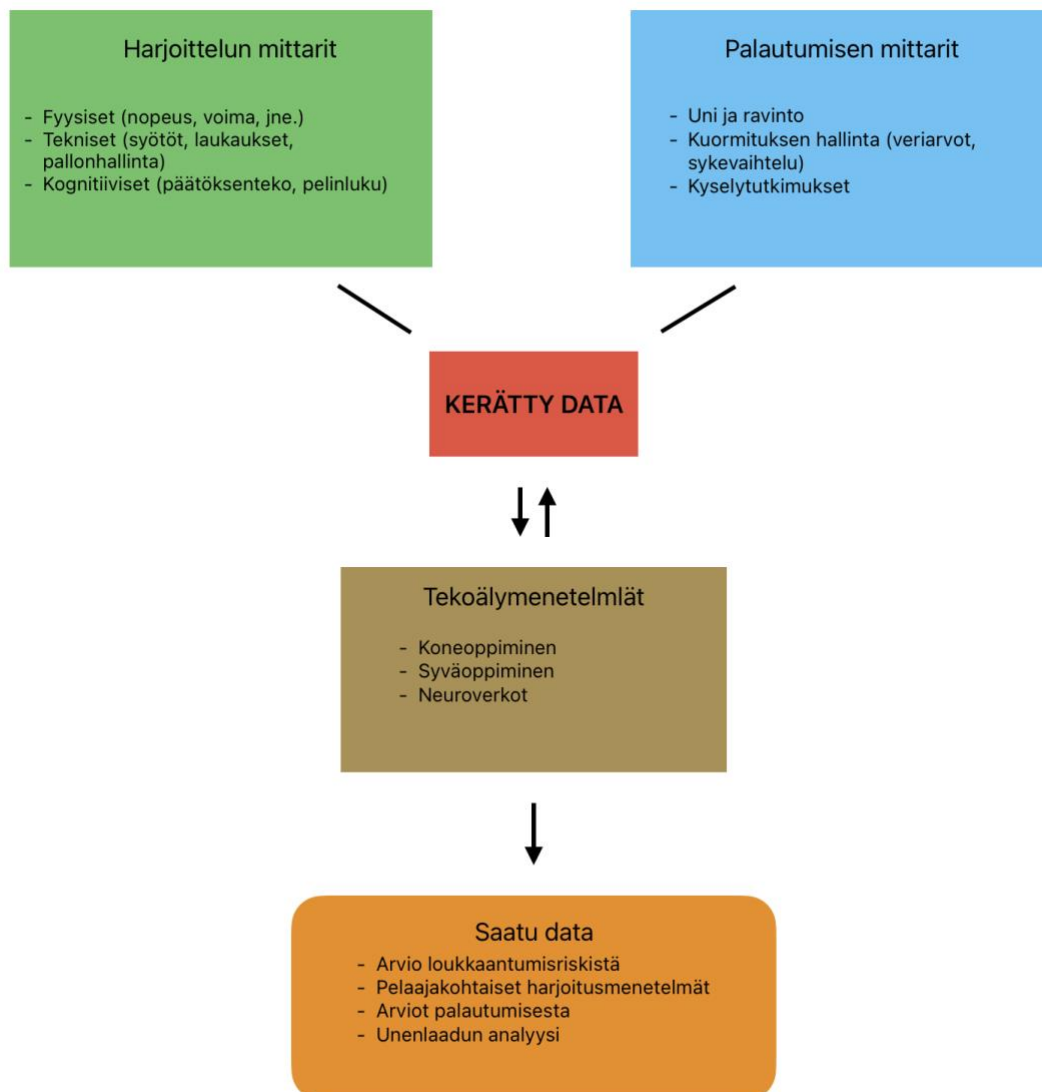 Harjoittelun mittarit
- Fyysiset (nopeus, voima, jne.)
- Tekniset (syötöt, laukaukset,
pallonhallinta)
- Kognitiiviset (päätöksenteko, pelinluku)
Palautumisen mittarit
- Uni ja ravinto
- Kuormituksen hallinta (veriarvot,
sykevaihtelu)
- Kyselytutkimukset
KERÄTTY DATA
Tekoälymenetelmlät
- Koneoppiminen
- Syväoppiminen
- Neuroverkot
Saatu data
- Arvio loukkaantumisriskistä
- Pelaajakohtaiset harjoitusmenetelmät
- Arviot palautumisesta
- Unenlaadun analyysi